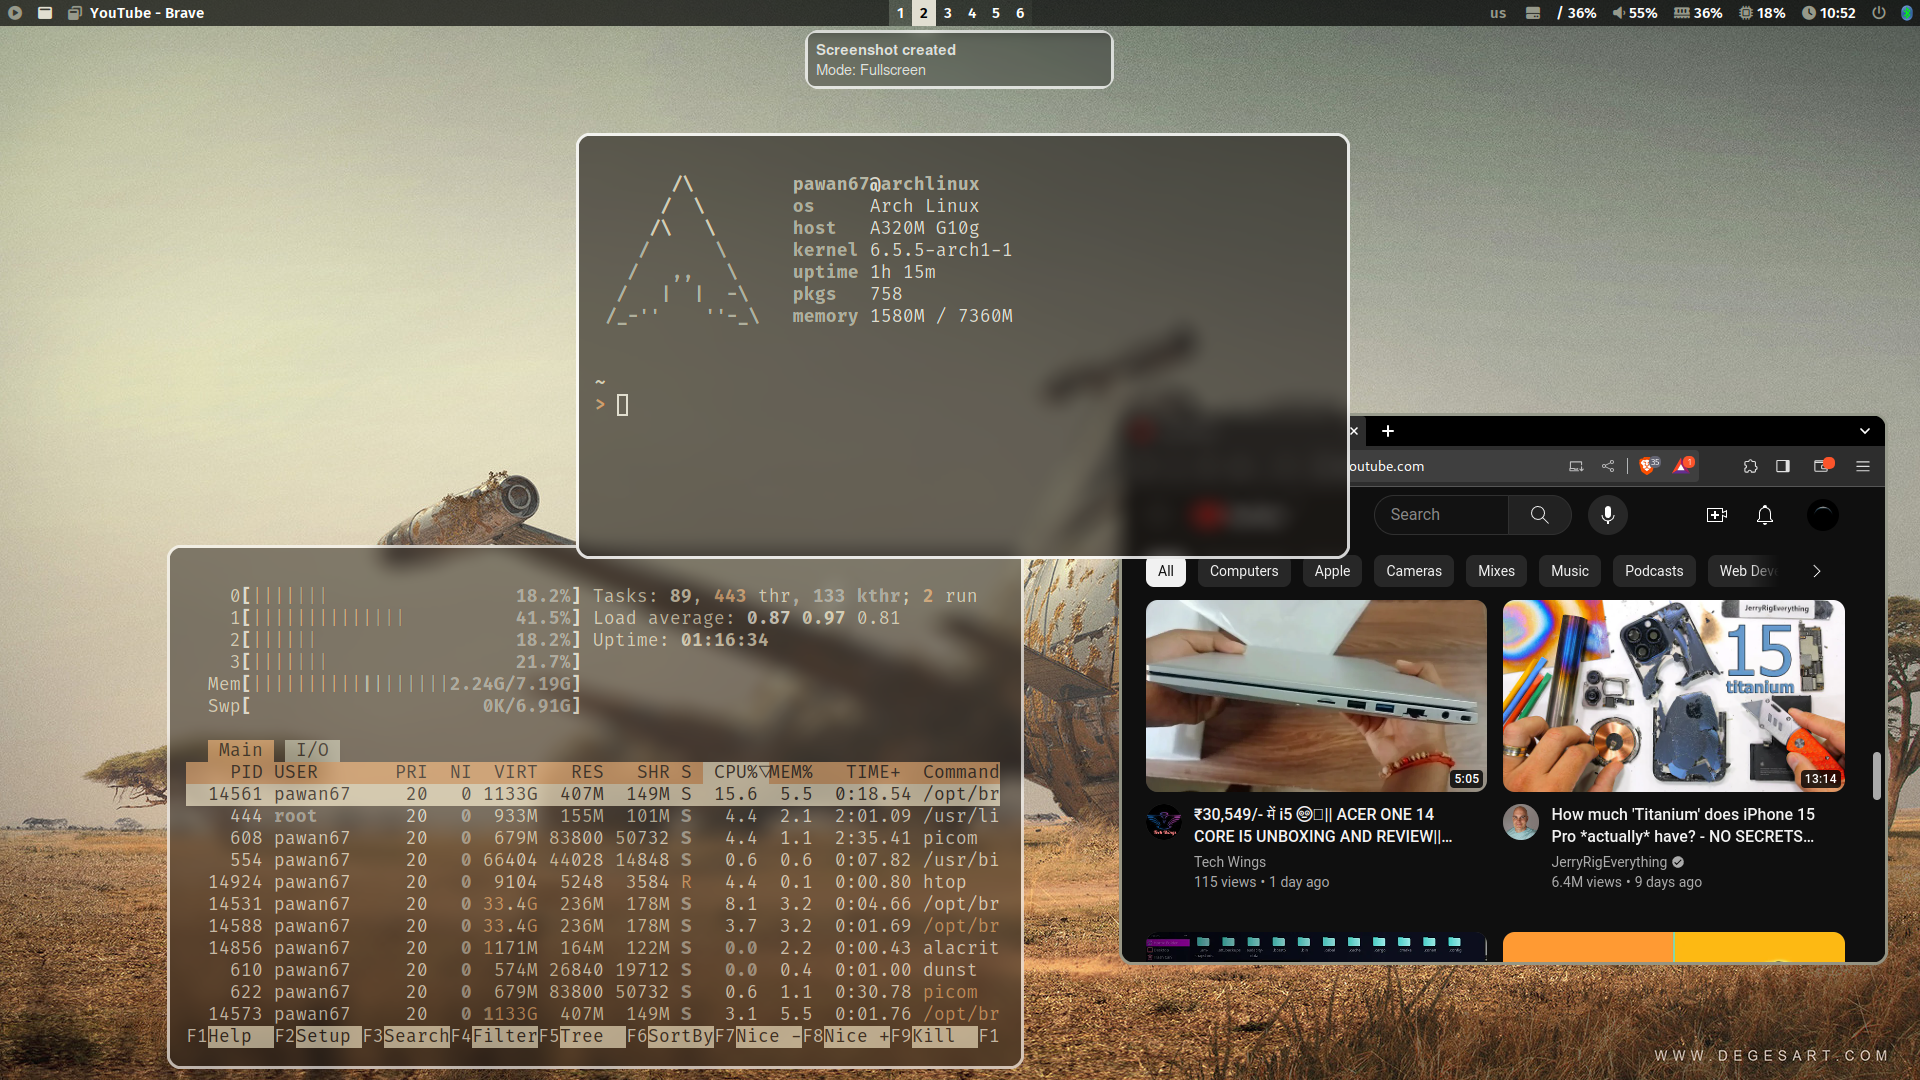 YouTube - Brave
1 2 3 4 5 6
us / 36% 55% 36% 18% 10:52
Screenshot created
Mode: Fullscreen
pawan67@archlinux
os Arch Linux
host A320M G10g
kernel 6.5.5-arch1-1
uptime 1h 15m
pkgs 758
memory 1580M / 7360M
~
>
outube.com
35
1
Search
All Computers Apple Cameras Mixes Music Podcasts Web Deve
5:05
JerryRigEverything
15
titanium
13:14
₹30,549/- में i5 || ACER ONE 14
CORE I5 UNBOXING AND REVIEW||...
Tech Wings
115 views • 1 day ago
How much 'Titanium' does iPhone 15
Pro *actually* have? - NO SECRETS...
JerryRigEverything
6.4M views • 9 days ago
0[||||||| 18.2%] Tasks: 89, 443 thr, 133 kthr; 2 run
1[|||||||||||||| 41.5%] Load average: 0.87 0.97 0.81
2[|||||| 18.2%] Uptime: 01:16:34
3[||||||| 21.7%]
Mem[||||||||||||||||||2.24G/7.19G]
Swp[ 0K/6.91G]
Main I/O
PID USER PRI NI VIRT RES SHR S CPU%▽MEM% TIME+ Command
14561 pawan67 20 0 1133G 407M 149M S 15.6 5.5 0:18.54 /opt/br
444 root 20 0 933M 155M 101M S 4.4 2.1 2:01.09 /usr/li
608 pawan67 20 0 679M 83800 50732 S 4.4 1.1 2:35.41 picom
554 pawan67 20 0 66404 44028 14848 S 0.6 0.6 0:07.82 /usr/bi
14924 pawan67 20 0 9104 5248 3584 R 4.4 0.1 0:00.80 htop
14531 pawan67 20 0 33.4G 236M 178M S 8.1 3.2 0:04.66 /opt/br
14588 pawan67 20 0 33.4G 236M 178M S 3.7 3.2 0:01.69 /opt/br
14856 pawan67 20 0 1171M 164M 122M S 0.0 2.2 0:00.43 alacrit
610 pawan67 20 0 574M 26840 19712 S 0.0 0.4 0:01.00 dunst
622 pawan67 20 0 679M 83800 50732 S 0.6 1.1 0:30.78 picom
14573 pawan67 20 0 1133G 407M 149M S 3.1 5.5 0:01.76 /opt/br
F1Help F2Setup F3SearchF4FilterF5Tree F6SortByF7Nice -F8Nice +F9Kill F1
WWW.DEGESART.COM